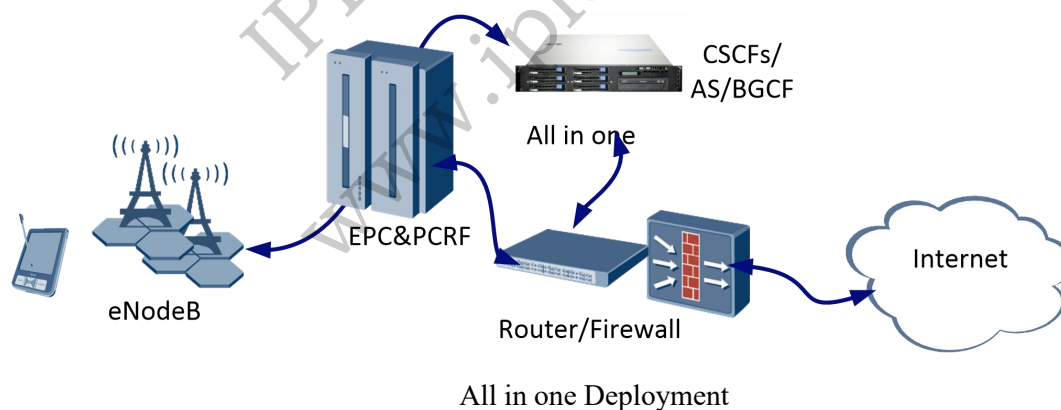 CSCFs/
AS/BGCF
All in one
EPC&PCRF
eNodeB
Router/Firewall
Internet
All in one Deployment